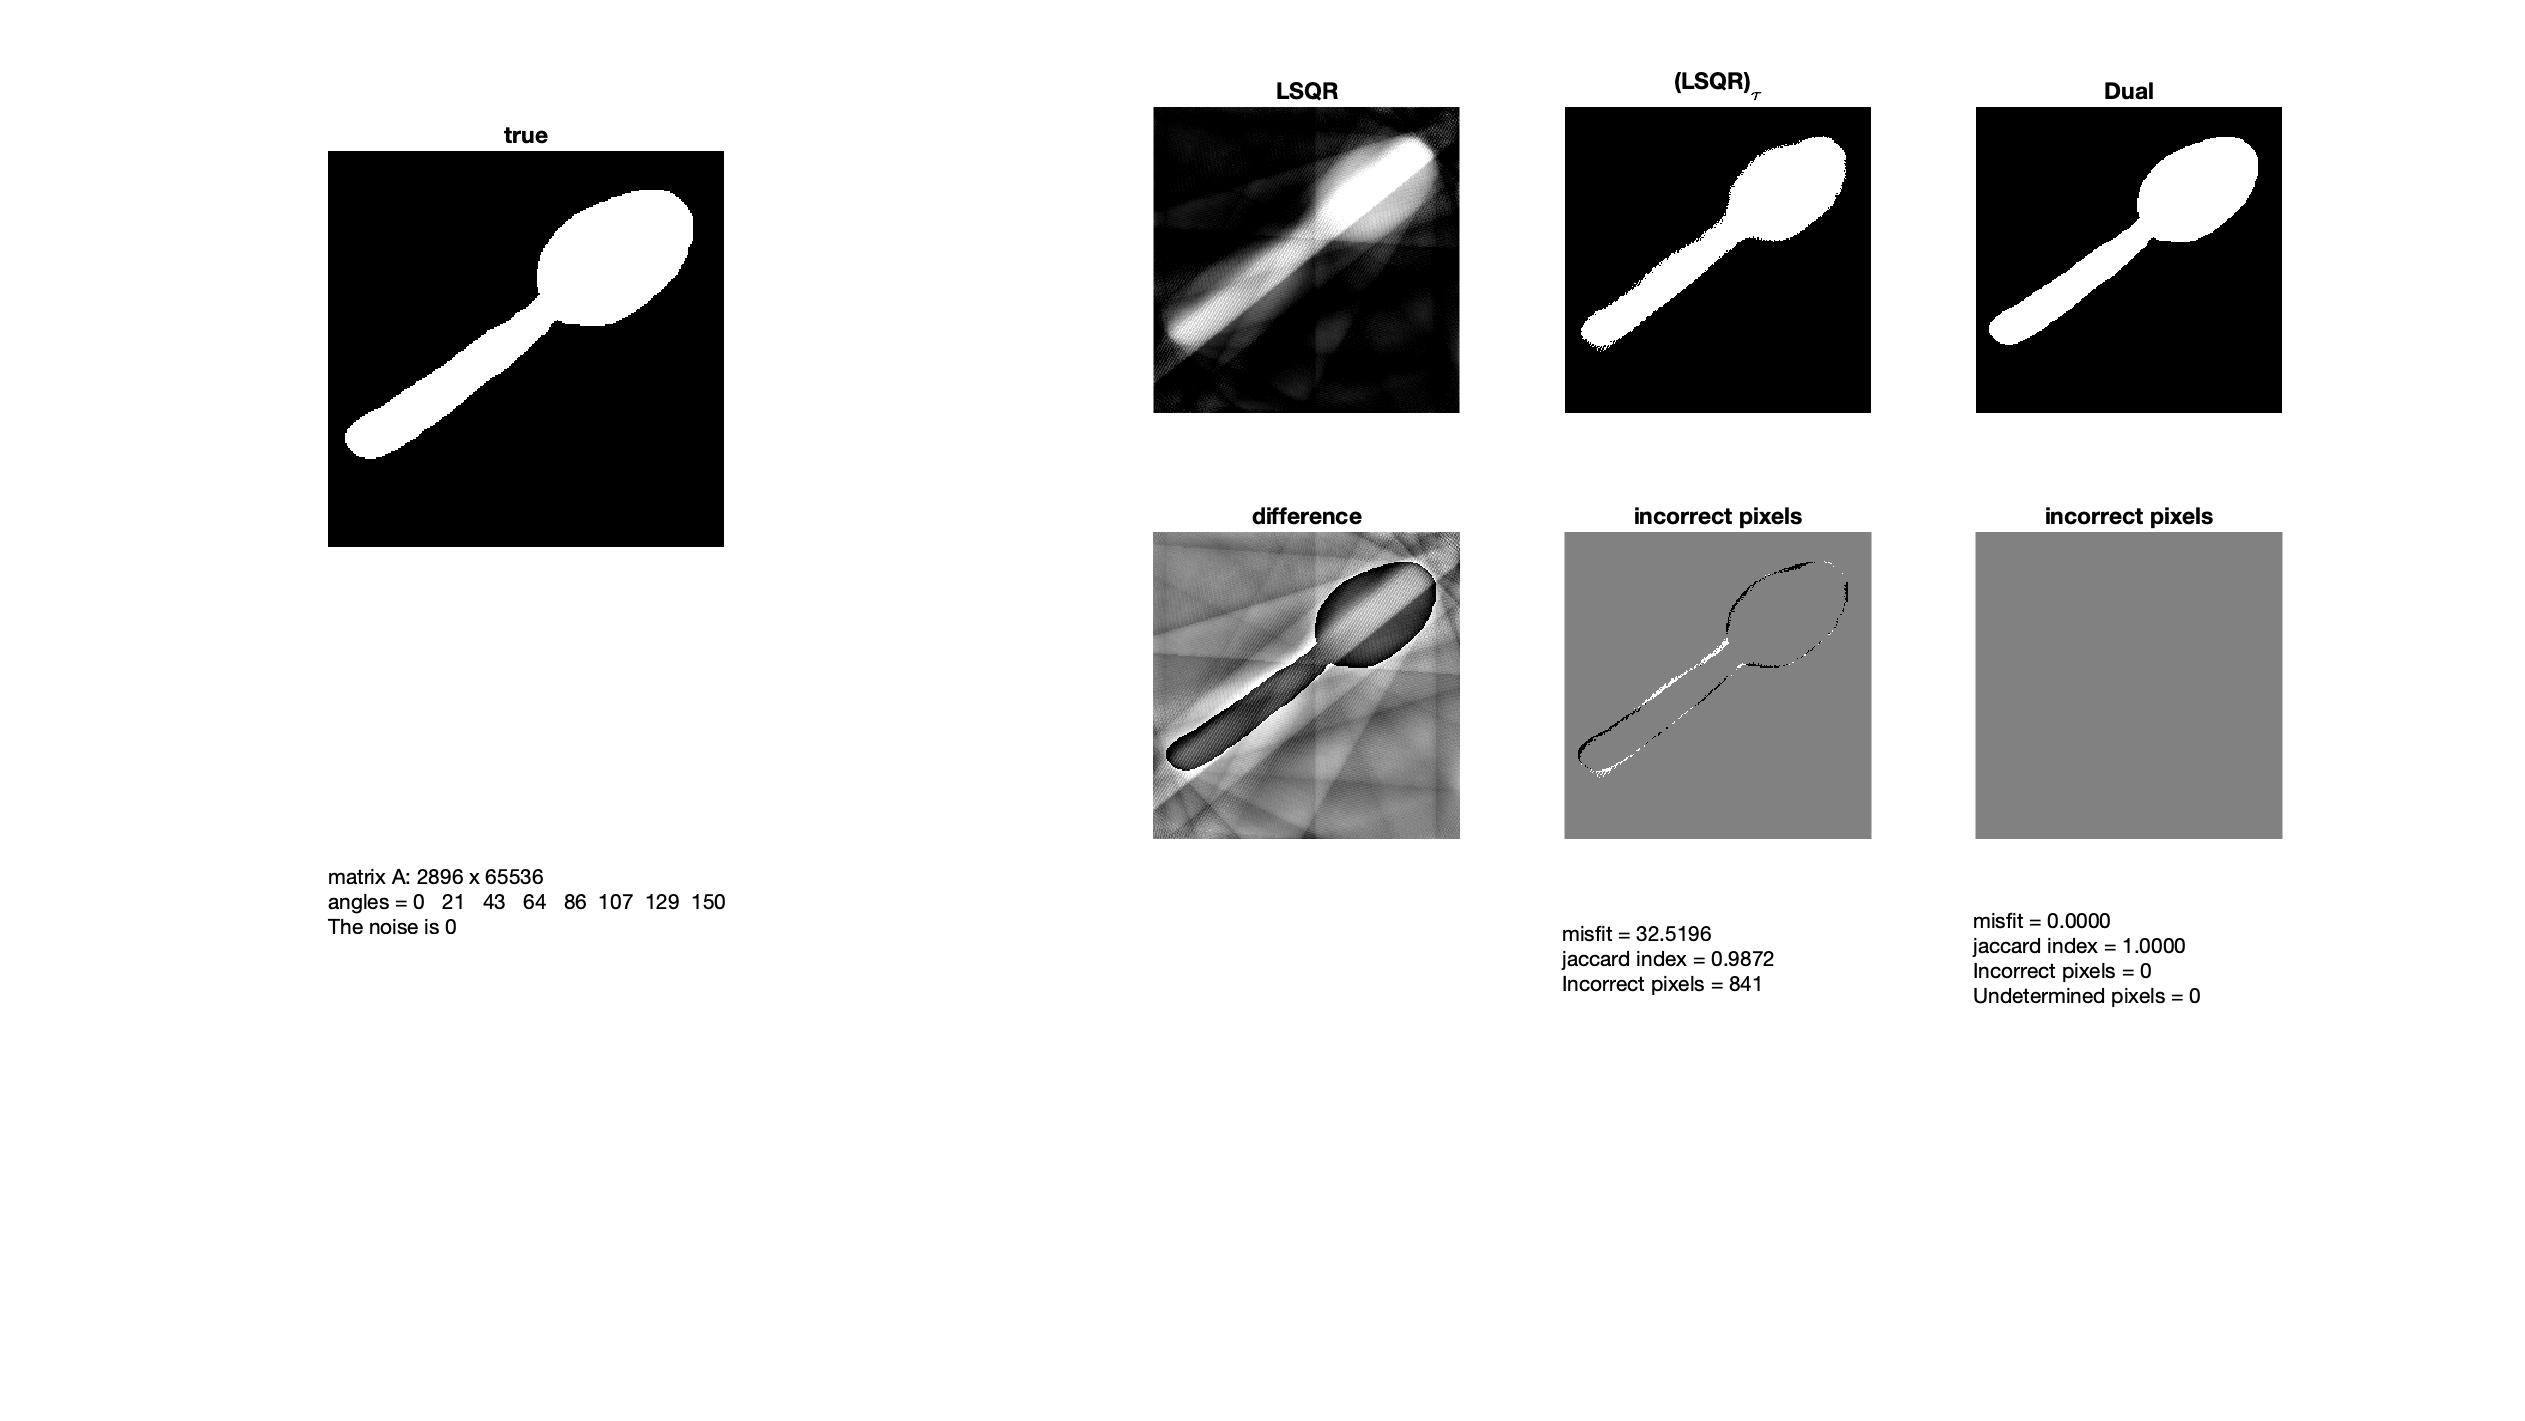 true
LSQR
(LSQR)τ
Dual
difference
incorrect pixels
incorrect pixels
matrix A: 2896 x 65536
angles = 0 21 43 64 86 107 129 150
The noise is 0
misfit = 32.5196
jaccard index = 0.9872
Incorrect pixels = 841
misfit = 0.0000
jaccard index = 1.0000
Incorrect pixels = 0
Undetermined pixels = 0